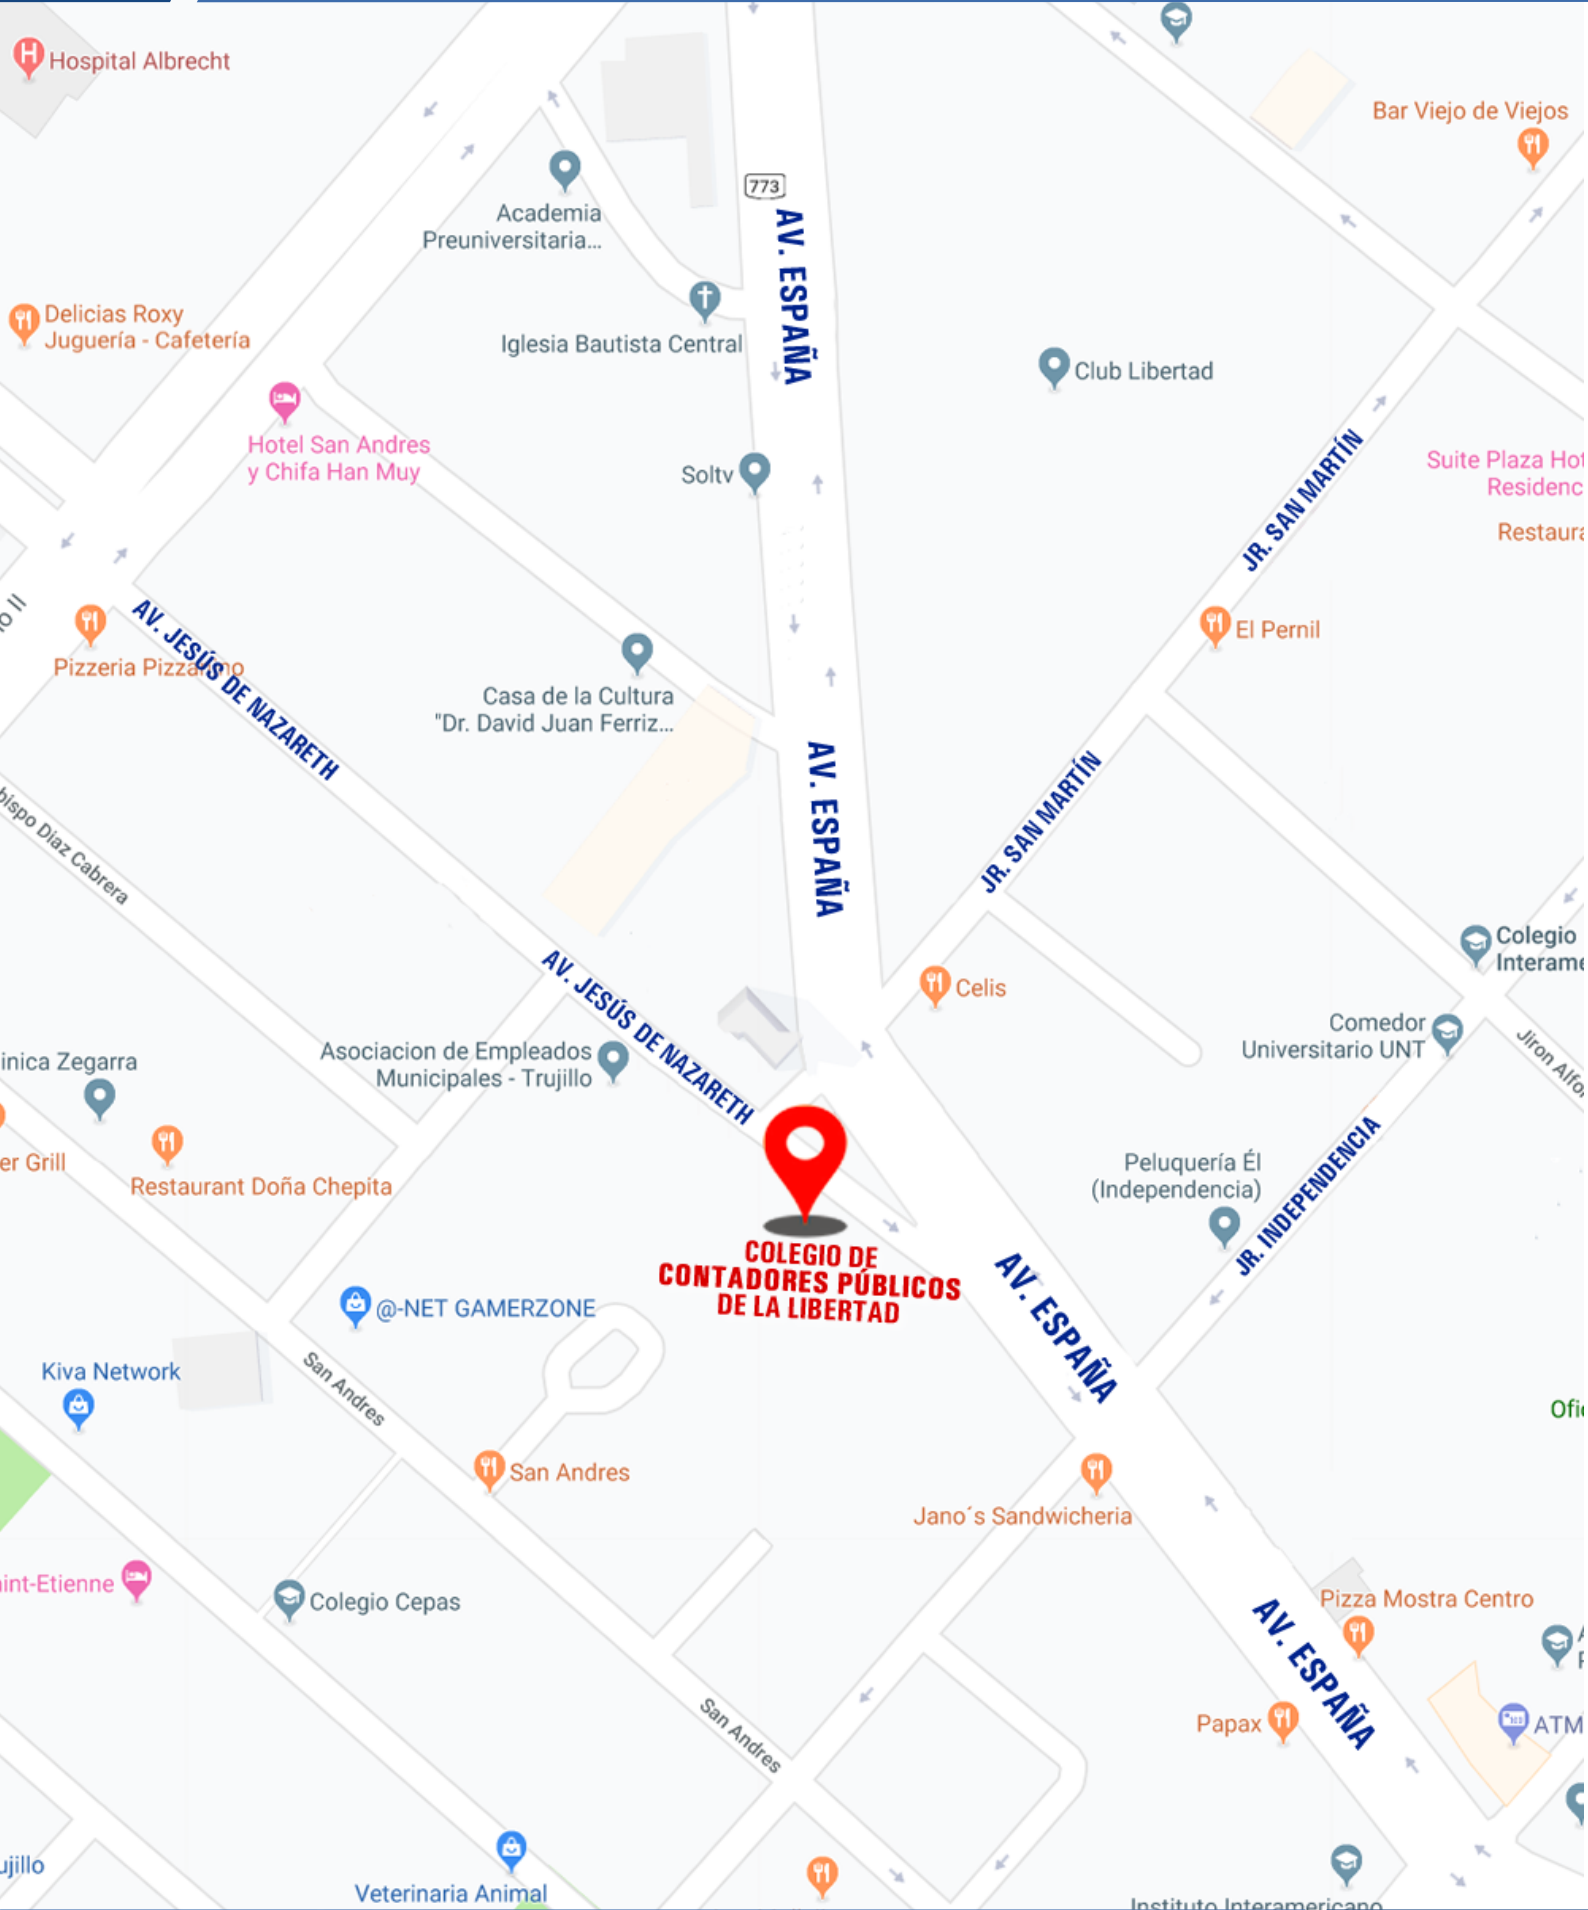 Hospital Albrecht
Bar Viejo de Viejos
773
Academia
Preuniversitaria...
AV. ESPAÑA
Delicias Roxy
Juguería - Cafetería
Iglesia Bautista Central
Club Libertad
Hotel San Andres
y Chifa Han Muy
Soltv
JR. SAN MARTÍN
Suite Plaza Hot
Residenc
Restaura
El Pernil
AV. JESÚS DE NAZARETH
Pizzeria
Casa de la Cultura
"Dr. David Juan Ferriz...
AV. ESPAÑA
JR. SAN MARTÍN
bispo Diaz Cabrera
Colegio
Interame
AV. JESÚS DE NAZARETH
Celis
Comedor
Universitario UNT
Jiron Alfo
inica Zegarra
Asociacion de Empleados
Municipales - Trujillo
er Grill
Restaurant Doña Chepita
Peluquería Él
(Independencia)
JR. INDEPENDENCIA
COLEGIO DE
CONTADORES PÚBLICOS
DE LA LIBERTAD
AV. ESPAÑA
@-NET GAMERZONE
Kiva Network
San Andres
Ofi
San Andres
Jano´s Sandwicheria
int-Etienne
Colegio Cepas
Pizza Mostra Centro
AV. ESPAÑA
San Andres
Papax
ATM
ujillo
Veterinaria Animal
Instituto Interamericano